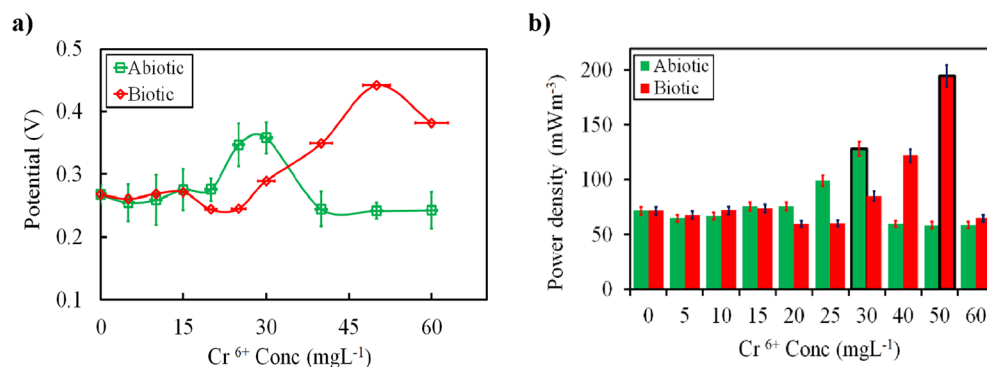 a)
0.5
0.4
0.3
0.2
0.1
Potential (V)
Abiotic
Biotic
0 15 30 45 60
Cr 6+ Conc (mgL-1)
b)
200
150
100
50
0
Power density (mWm-3)
Abiotic
Biotic
0 5 10 15 20 25 30 40 50 60
Cr 6+ Conc (mgL-1)